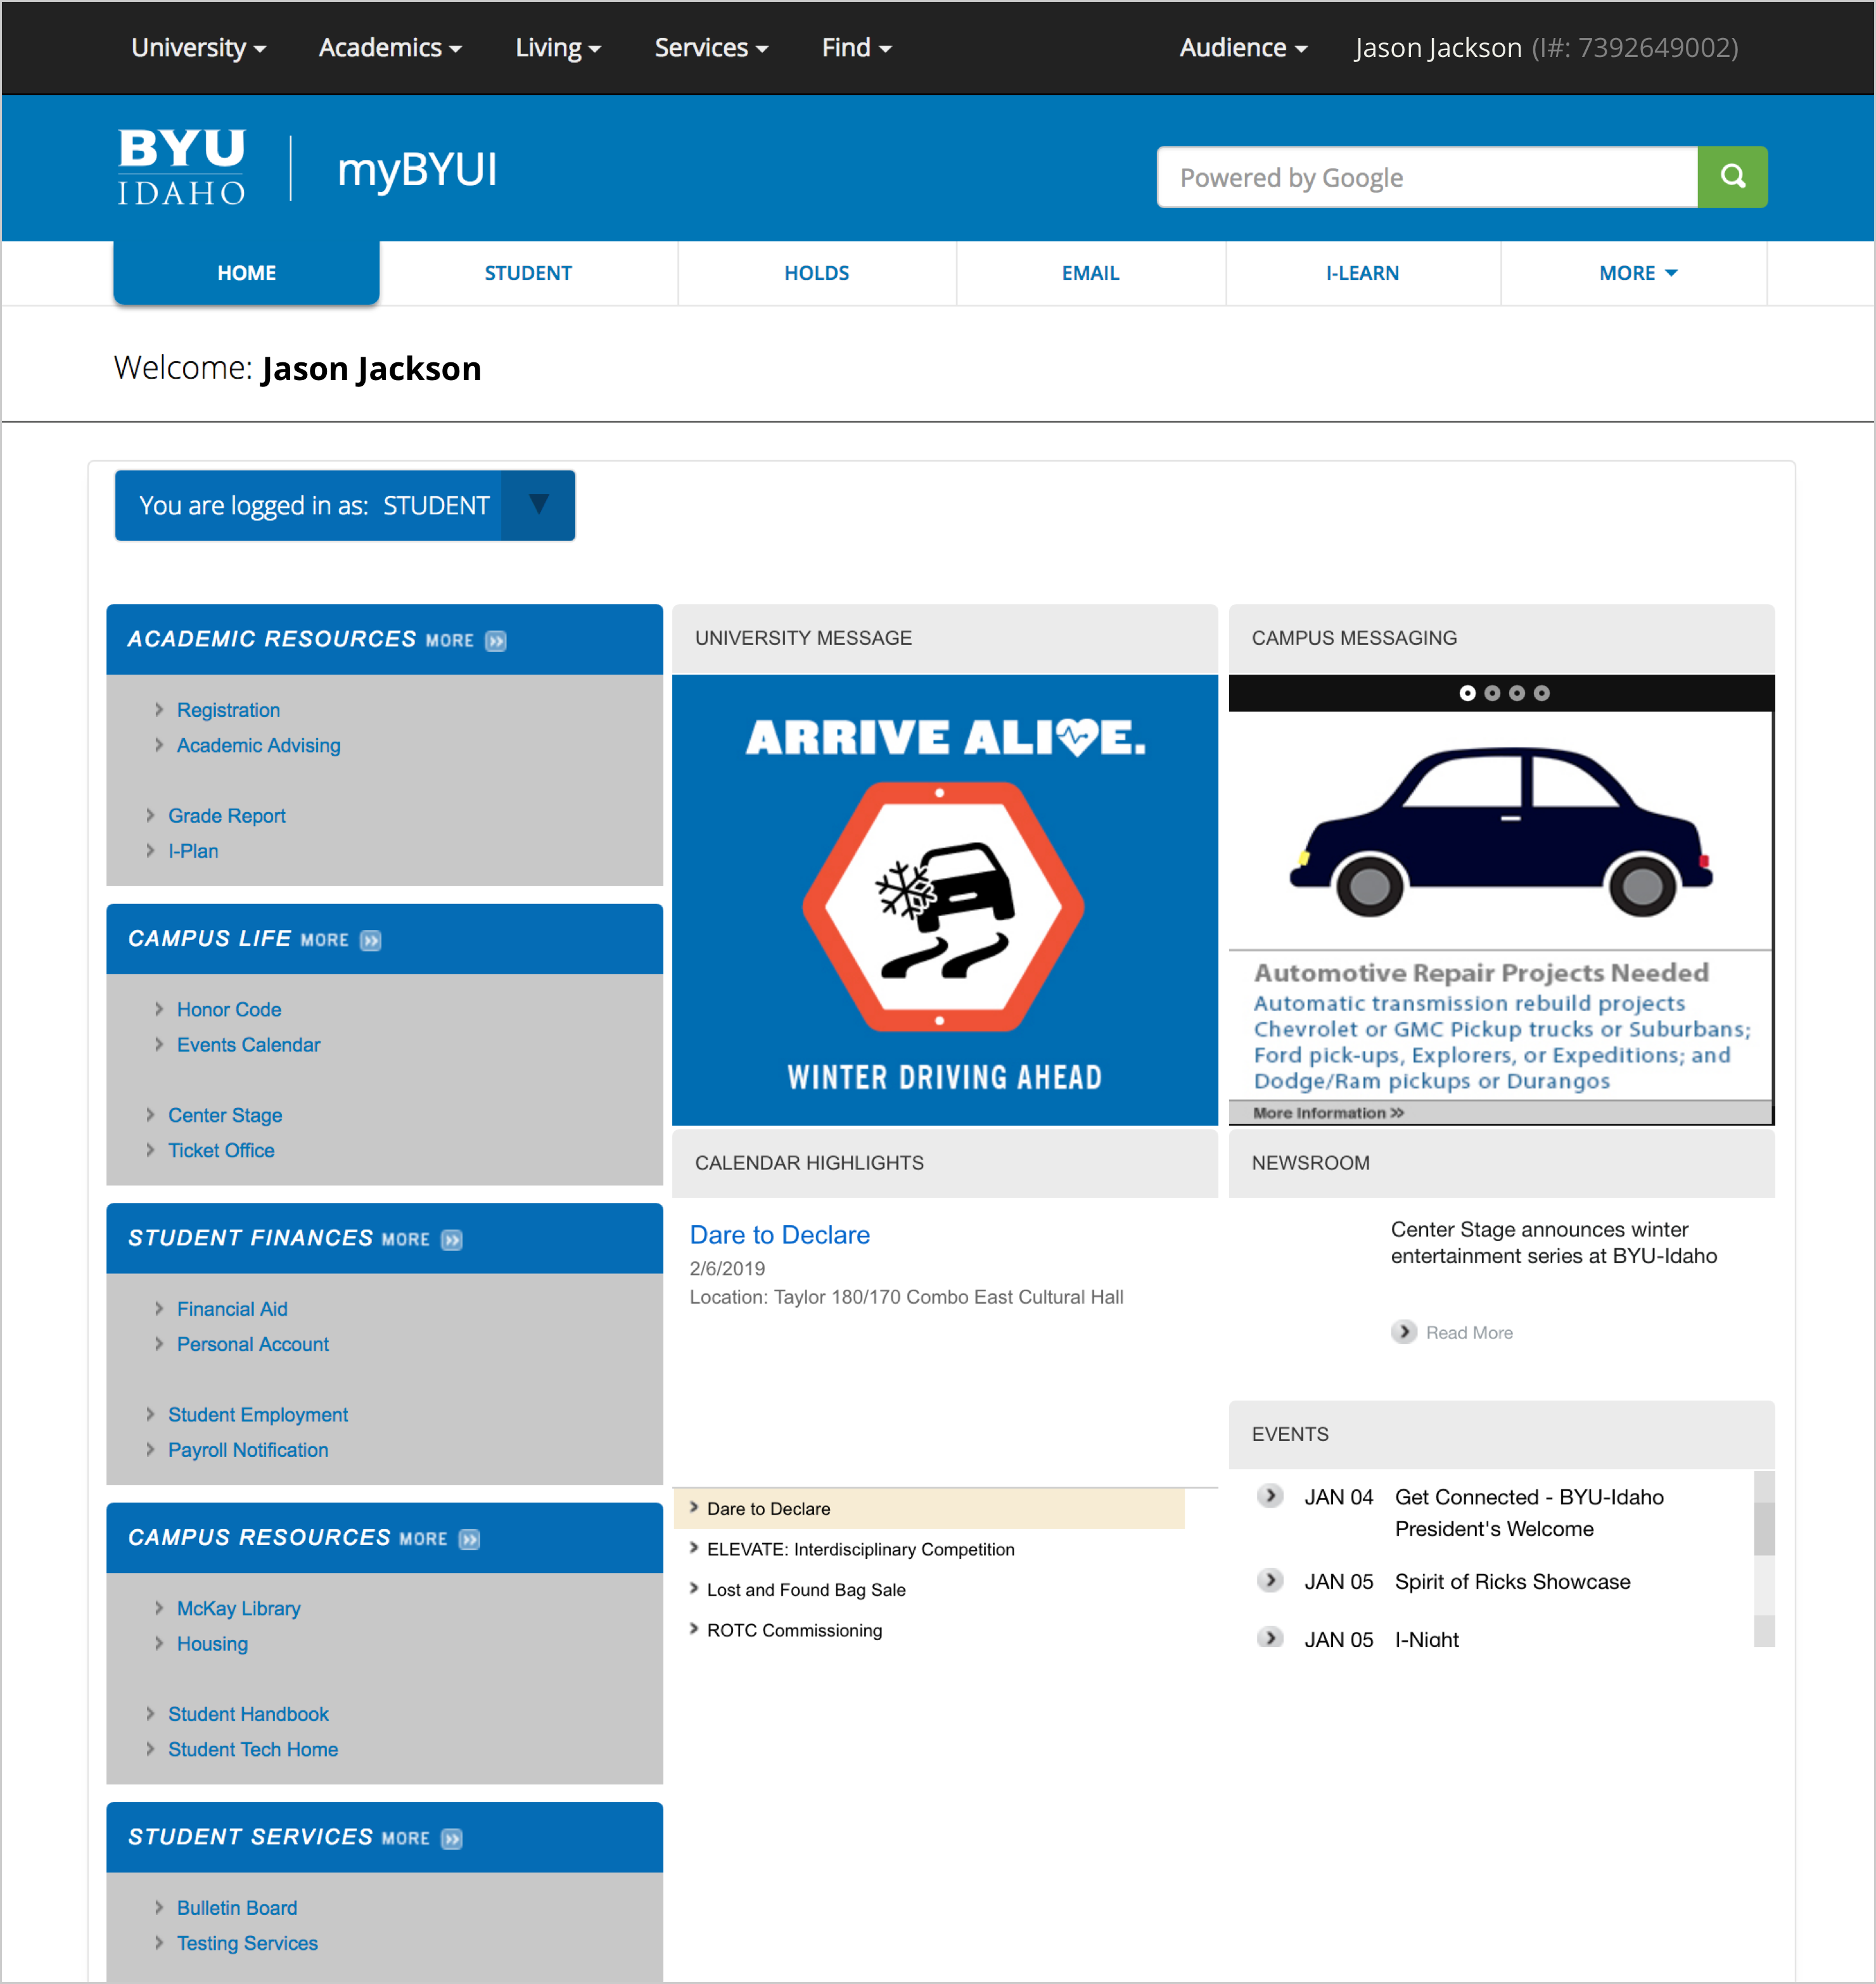 University Academics Living Services Find Audience Jason Jackson (I#: 7392649002)
BYU
IDAHO
myBYUI
Powered by Google
HOME STUDENT HOLDS EMAIL I-LEARN MORE
Welcome: Jason Jackson
You are logged in as: STUDENT
ACADEMIC RESOURCES MORE
Registration
Academic Advising
Grade Report
I-Plan
CAMPUS LIFE MORE
Honor Code
Events Calendar
Center Stage
Ticket Office
STUDENT FINANCES MORE
Financial Aid
Personal Account
Student Employment
Payroll Notification
CAMPUS RESOURCES MORE
McKay Library
Housing
Student Handbook
Student Tech Home
STUDENT SERVICES MORE
Bulletin Board
Testing Services
UNIVERSITY MESSAGE
ARRIVE ALIVE.
WINTER DRIVING AHEAD
CALENDAR HIGHLIGHTS
Dare to Declare
2/6/2019
Location: Taylor 180/170 Combo East Cultural Hall
Dare to Declare
ELEVATE: Interdisciplinary Competition
Lost and Found Bag Sale
ROTC Commissioning
CAMPUS MESSAGING
Automotive Repair Projects Needed
Automatic transmission rebuild projects
Chevrolet or GMC Pickup trucks or Suburbans;
Ford pick-ups, Explorers, or Expeditions; and
Dodge/Ram pickups or Durangos
More Information >>
NEWSROOM
Center Stage announces winter
entertainment series at BYU-Idaho
Read More
EVENTS
JAN 04 Get Connected - BYU-Idaho
President's Welcome
JAN 05 Spirit of Ricks Showcase
JAN 05 I-Night